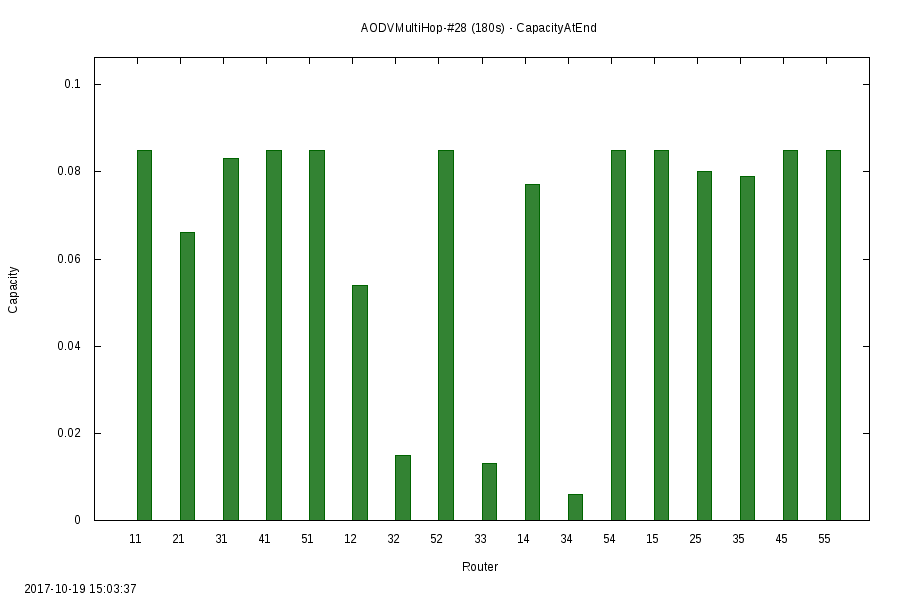 AODVMultiHop-#28 (180s) - CapacityAtEnd
0.1
0.08
0.06
0.04
0.02
0
Capacity
11 21 31 41 51 12 32 52 33 14 34 54 15 25 35 45 55
Router
2017-10-19 15:03:37